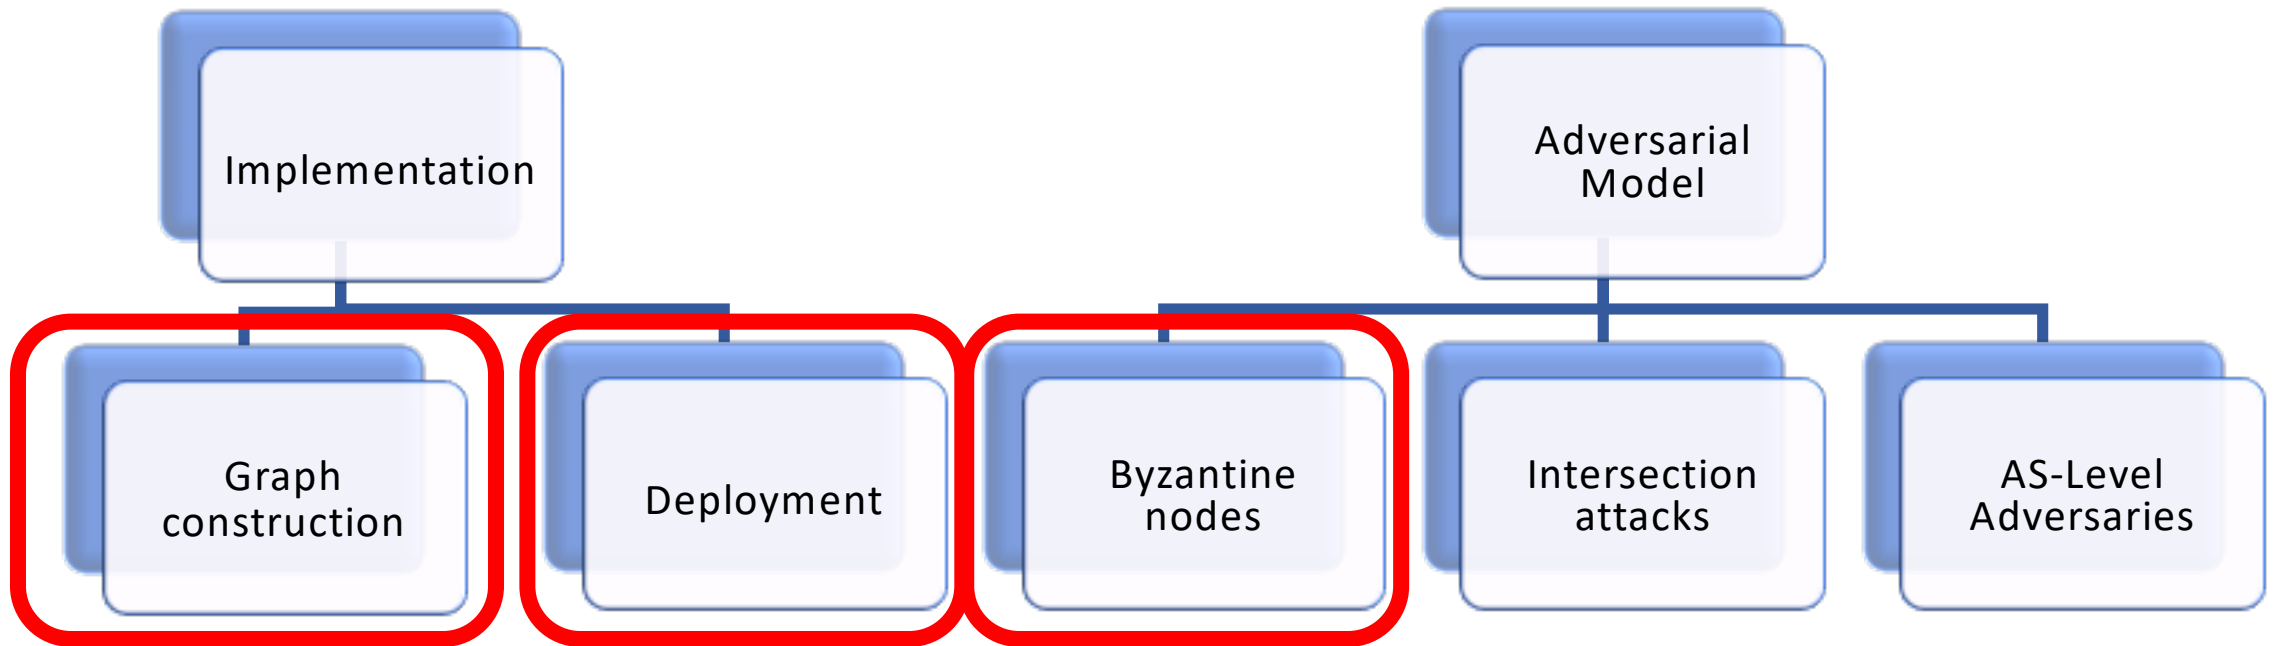 Implementation
Adversarial
Model
Graph
construction
Deployment
Byzantine
nodes
Intersection
attacks
AS-Level
Adversaries